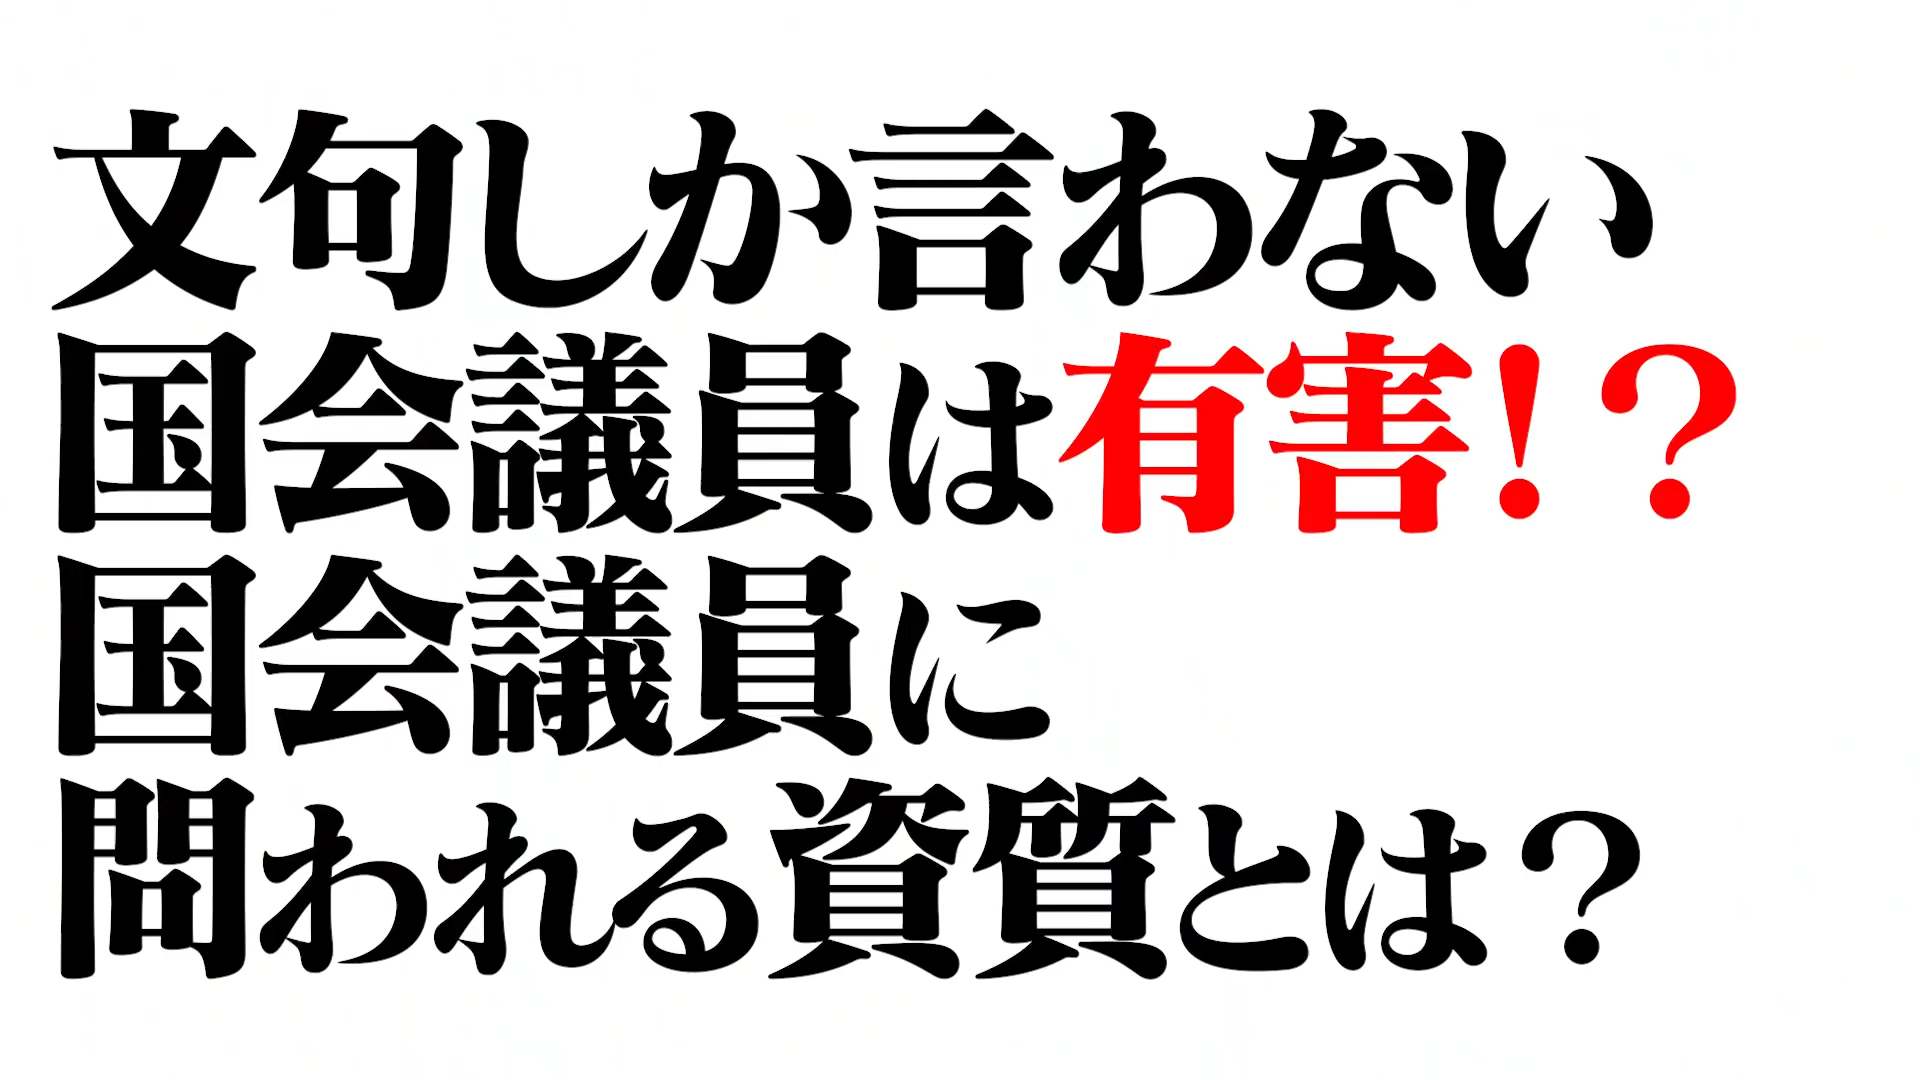 文句しか言わない
国会議員は有害！？
国会議員に
問われる資質とは？